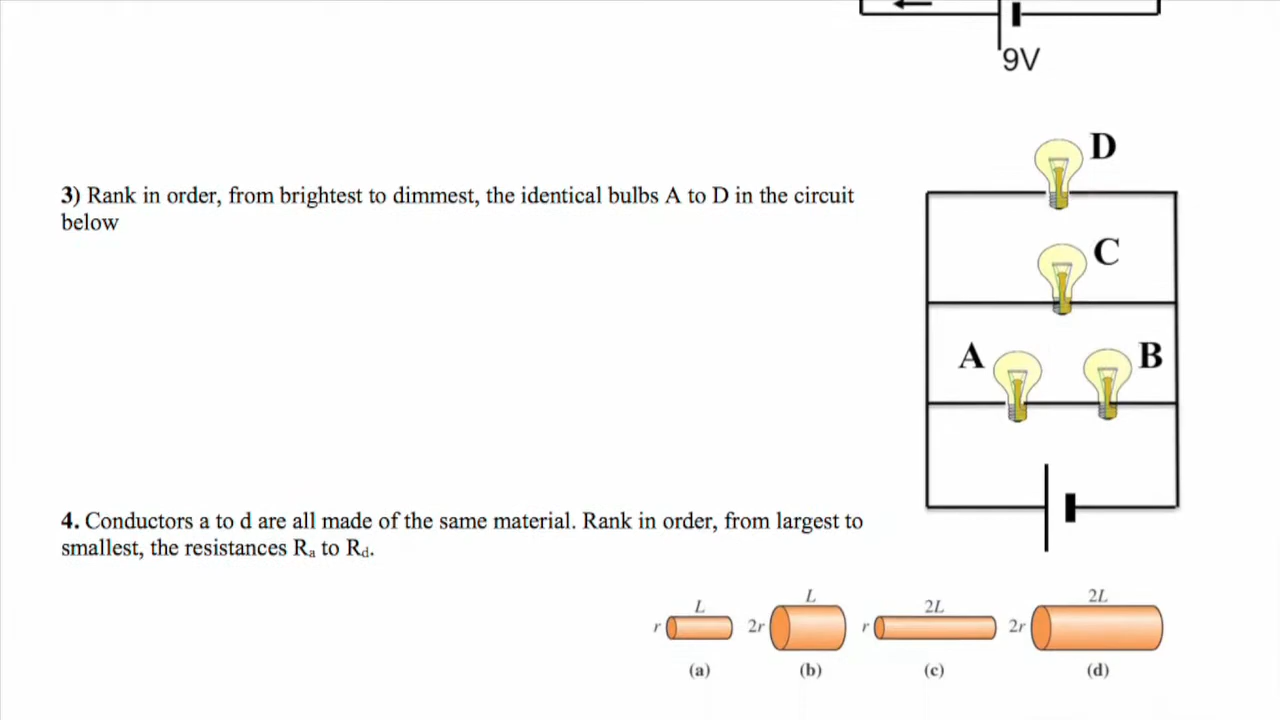 9V
D
3) Rank in order, from brightest to dimmest, the identical bulbs A to D in the circuit
below
C
A
B
4. Conductors a to d are all made of the same material. Rank in order, from largest to
smallest, the resistances Rₐ to R_d.
L
L
2L
2L
r
2r
r
2r
(a)
(b)
(c)
(d)